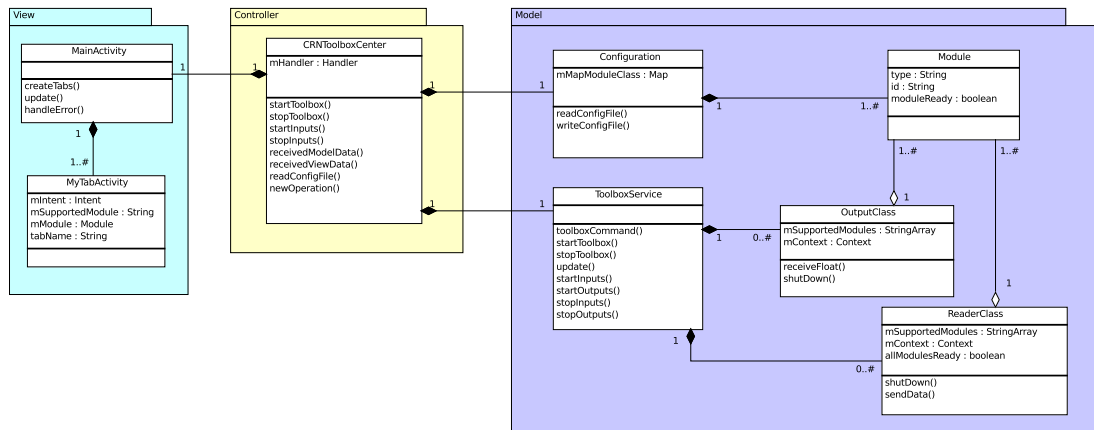 View
MainActivity
createTabs()
update()
handleError()
1
1
1
1..#
MyTabActivity
mIntent : Intent
mSupportedModule : String
mModule : Module
tabName : String
Controller
CRNToolboxCenter
mHandler : Handler
startToolbox()
stopToolbox()
startInputs()
stopInputs()
receivedModelData()
receivedViewData()
readConfigFile()
newOperation()
1
1
1
1
Model
Configuration
mMapModuleClass : Map
readConfigFile()
writeConfigFile()
1
1..#
Module
type : String
id : String
moduleReady : boolean
1..#
1..#
1
1
ToolboxService
toolboxCommand()
startToolbox()
stopToolbox()
update()
startInputs()
startOutputs()
stopInputs()
stopOutputs()
1
0..#
OutputClass
mSupportedModules : StringArray
mContext : Context
receiveFloat()
shutDown()
1
0..#
ReaderClass
mSupportedModules : StringArray
mContext : Context
allModulesReady : boolean
shutDown()
sendData()